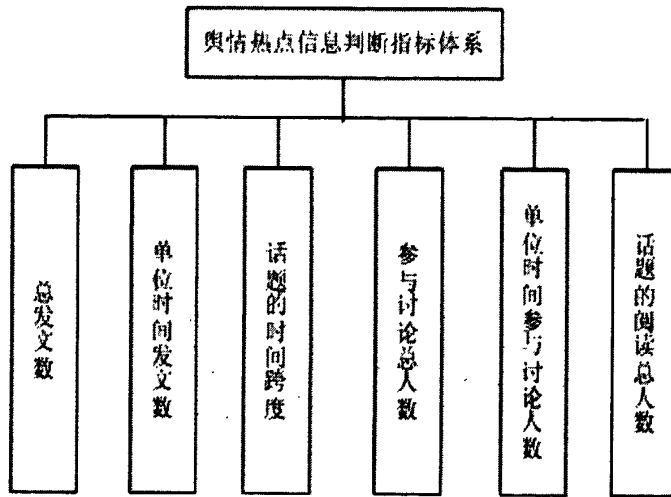 舆情热点信息判断指标体系
总发文数
单位时间发文数
话题的时间跨度
参与讨论总人数
单位时间参与讨论人数
话题的阅读总人数